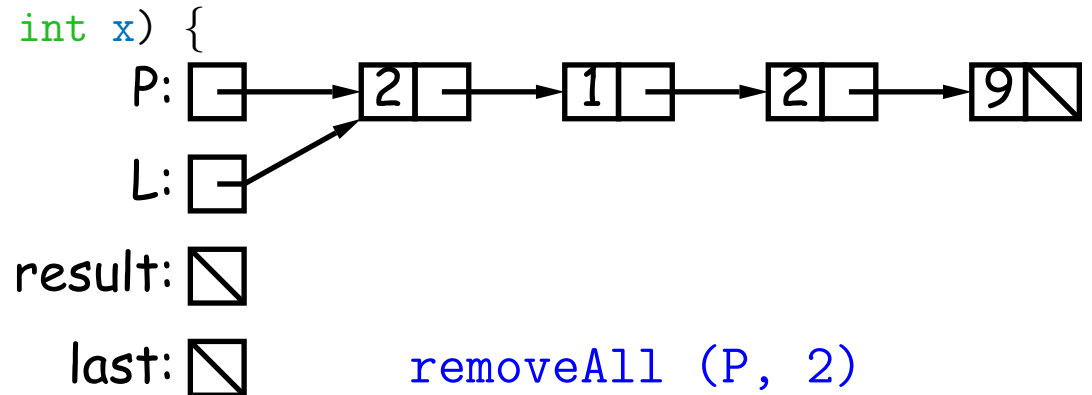 int x) {
P: 2 1 2 9
L:
result:
last: removeAll (P, 2)